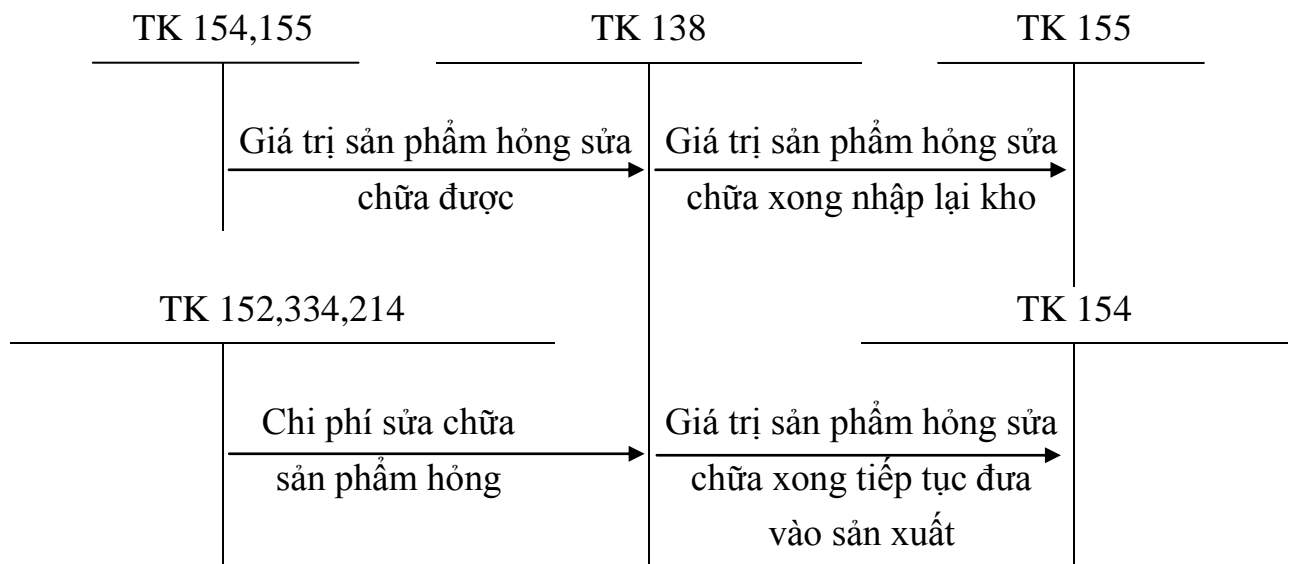 TK 154,155
TK 138
TK 155
Giá trị sản phẩm hỏng sửa
chữa được
Giá trị sản phẩm hỏng sửa
chữa xong nhập lại kho
TK 152,334,214
TK 154
Chi phí sửa chữa
sản phẩm hỏng
Giá trị sản phẩm hỏng sửa
chữa xong tiếp tục đưa
vào sản xuất